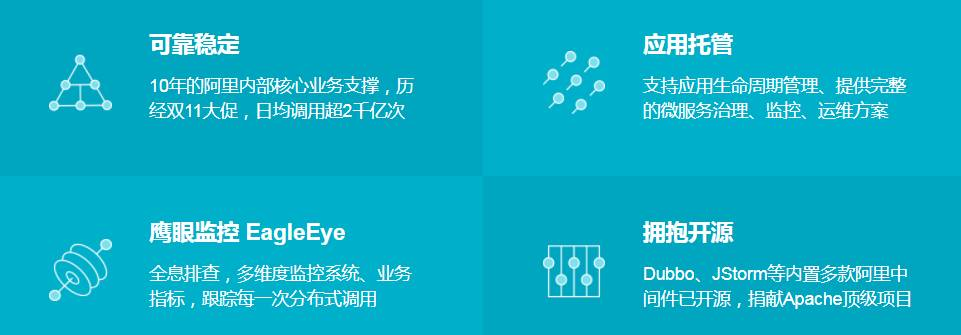 可靠稳定
10年的阿里内部核心业务支撑，历
经双11大促，日均调用超2千亿次
应用托管
支持应用生命周期管理、提供完整
的微服务治理、监控、运维方案
鹰眼监控 EagleEye
全息排查，多维度监控系统、业务
指标，跟踪每一次分布式调用
拥抱开源
Dubbo、JStorm等内置多款阿里中
间件已开源，捐献Apache顶级项目